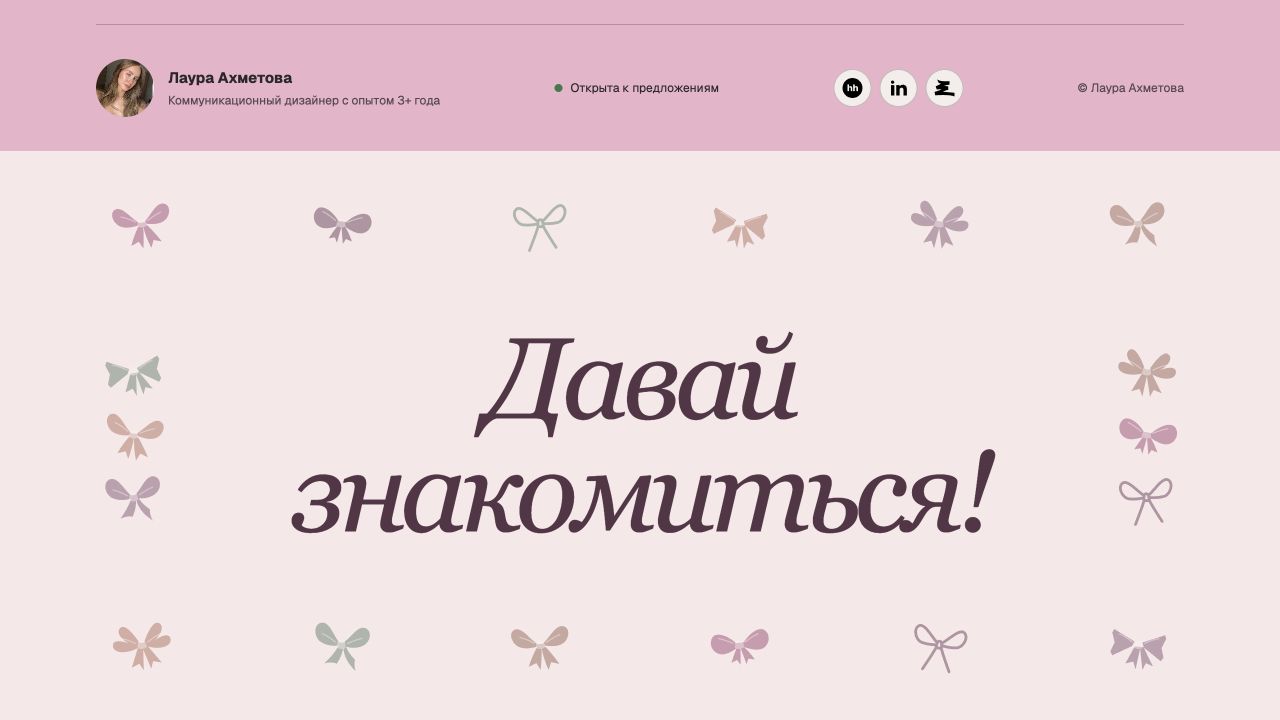 Лаура Ахметова
Коммуникационный дизайнер с опытом 3+ года
Открыта к предложениям
hh
in
© Лаура Ахметова
Давай
знакомиться!